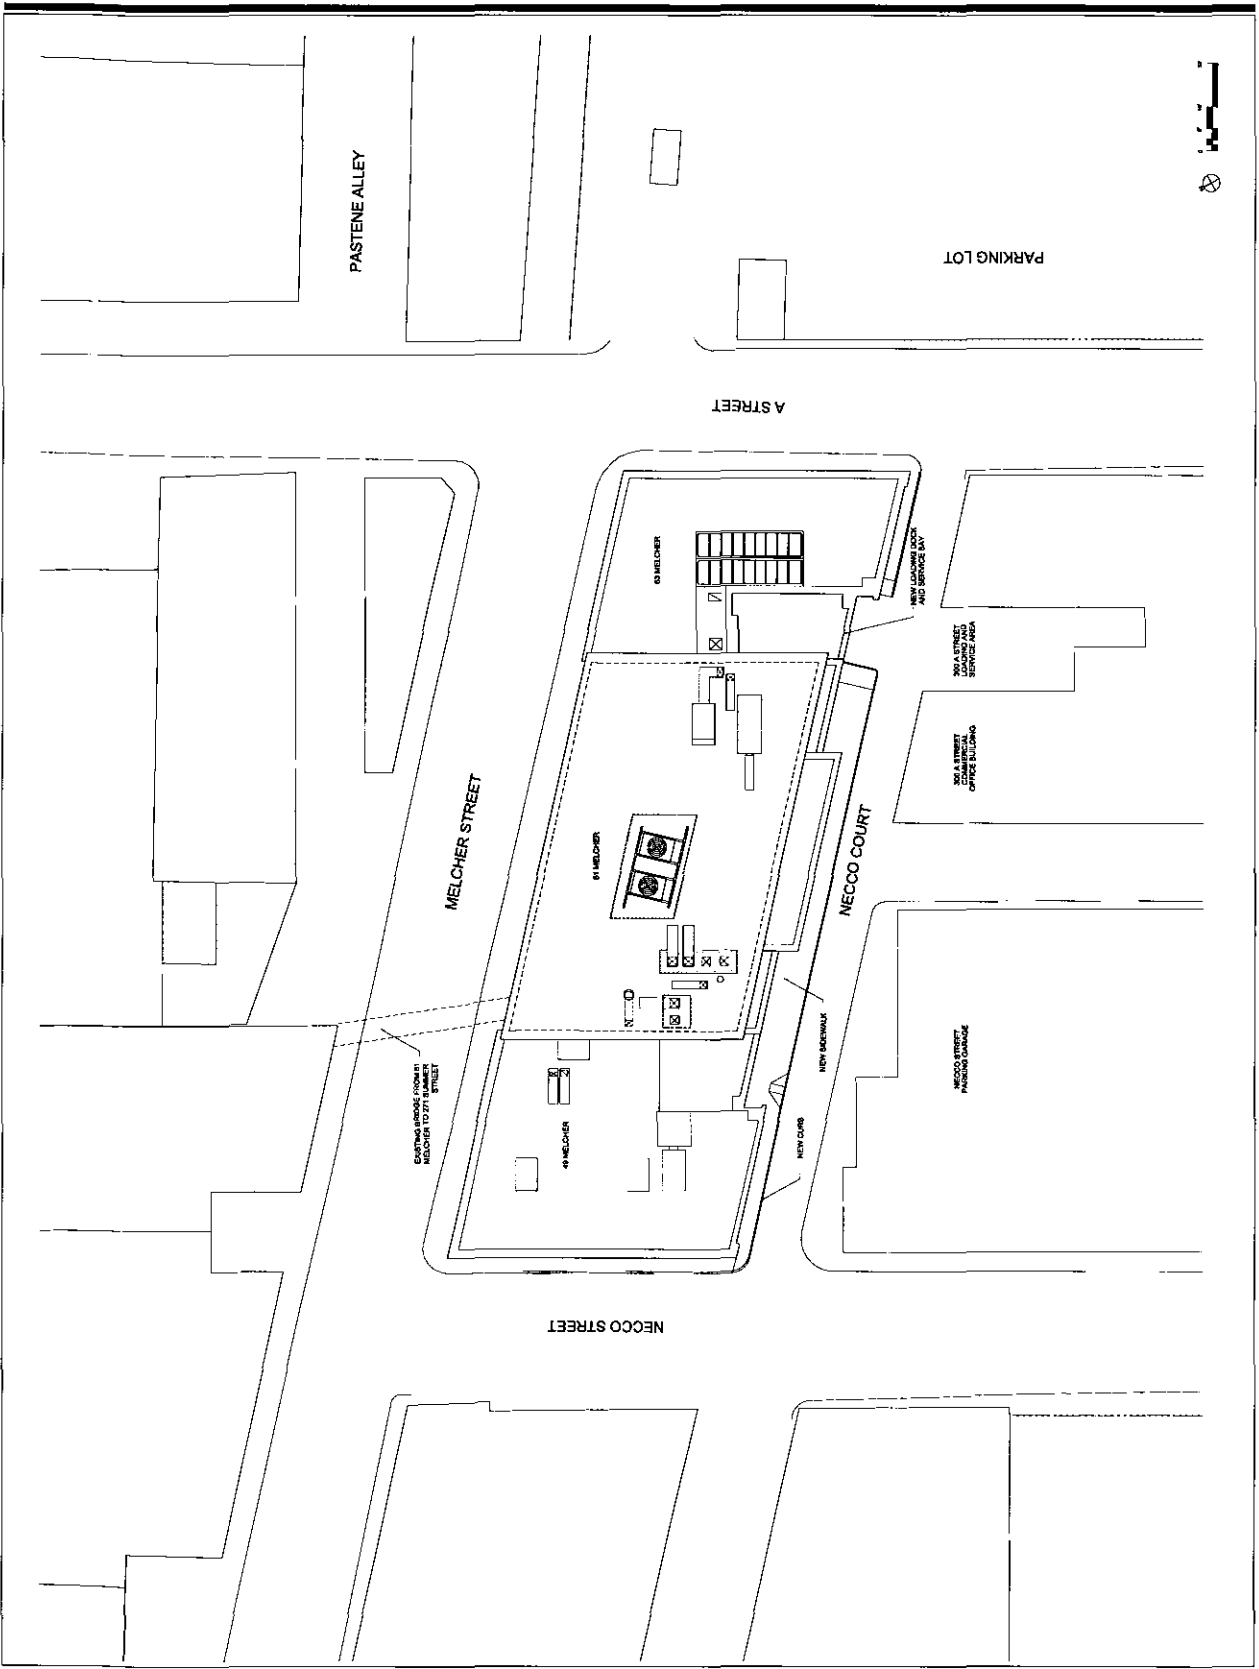 PASTENE ALLEY
PARKING LOT
A STREET
63 MELCHER
NEW LOADING DOCK
AND SERVICE BAY
300 A STREET
LOADING AND
SERVICE AREA
300 A STREET
COMMERCIAL
OFFICE BUILDING
MELCHER STREET
51 MELCHER
NECCO COURT
EXISTING BRIDGE FROM 51
MELCHER TO 271 SUMMER
STREET
49 MELCHER
NEW SIDEWALK
NEW CURB
NECCO STREET
PARKING GARAGE
NECCO STREET